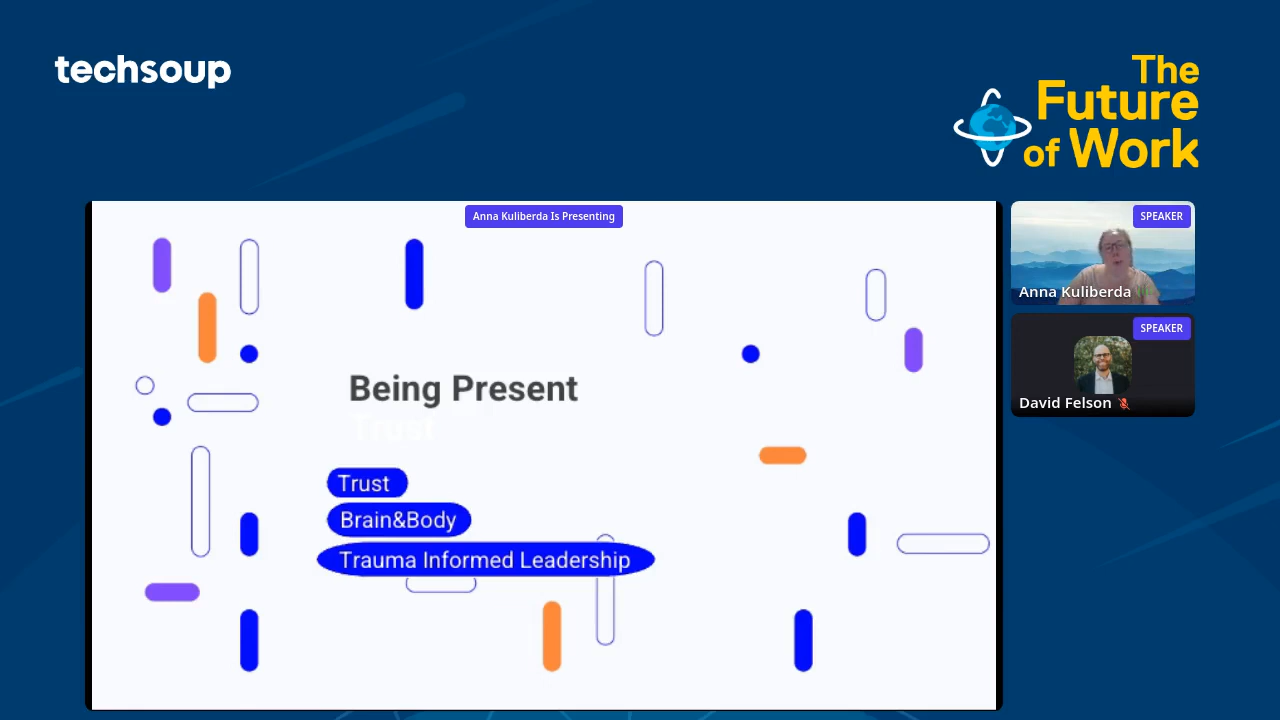 techsoup
The
Future
of Work
Anna Kuliberda Is Presenting
SPEAKER
Anna Kuliberda
SPEAKER
David Felson
Being Present
Trust
Trust
Brain&Body
Trauma Informed Leadership